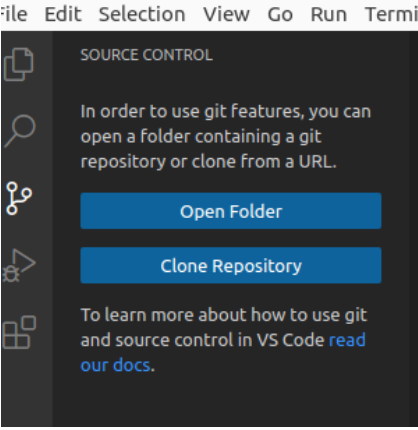 File Edit Selection View Go Run Termi
SOURCE CONTROL
In order to use git features, you can
open a folder containing a git
repository or clone from a URL.
Open Folder
Clone Repository
To learn more about how to use git
and source control in VS Code read
our docs.